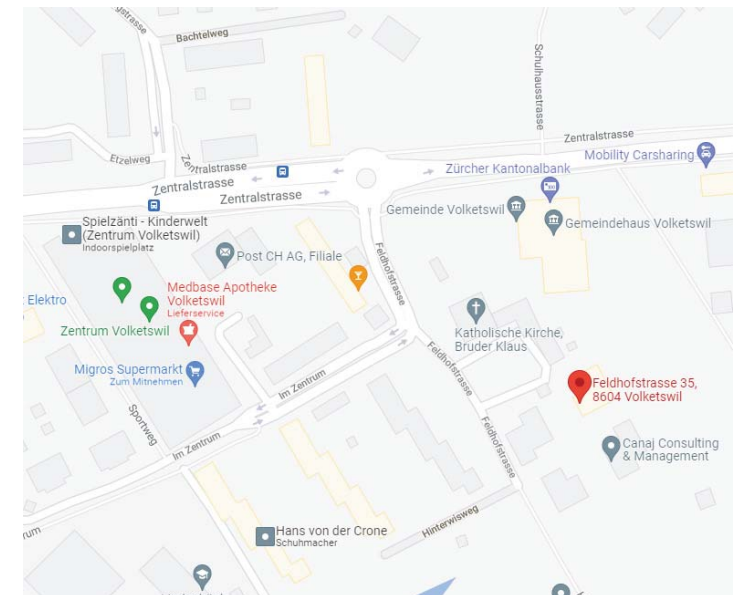 Bachtelweg
Schulhausstrasse
Etzelweg
Zentralstrasse
Zentralstrasse
Mobility Carsharing
Zürcher Kantonalbank
Zentralstrasse
Zentralstrasse
Gemeinde Volketswil
Gemeindehaus Volketswil
Spielzänti - Kinderwelt
(Zentrum Volketswil)
Indoorspielplatz
Post CH AG, Filiale
Feldhofstrasse
Medbase Apotheke
Volketswil
Lieferservice
Elektro
Zentrum Volketswil
Katholische Kirche,
Bruder Klaus
Feldhofstrasse
Migros Supermarkt
Zum Mitnehmen
Im Zentrum
Feldhofstrasse 35,
8604 Volketswil
Sportweg
Im Zentrum
Feldhofstrasse
Canaj Consulting
& Management
Hinterwisweg
Hans von der Crone
Schuhmacher